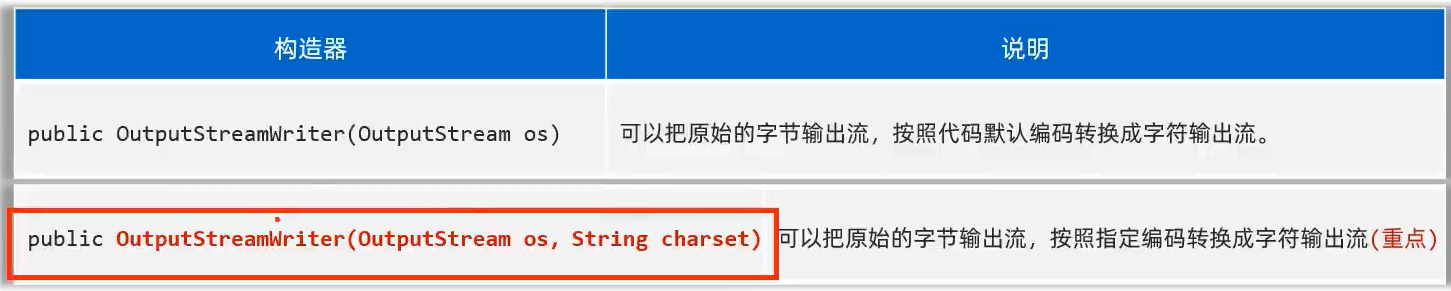 构造器 说明
public OutputStreamWriter(OutputStream os) 可以把原始的字节输出流，按照代码默认编码转换成字符输出流。
public OutputStreamWriter(OutputStream os, String charset) 可以把原始的字节输出流，按照指定编码转换成字符输出流(重点)